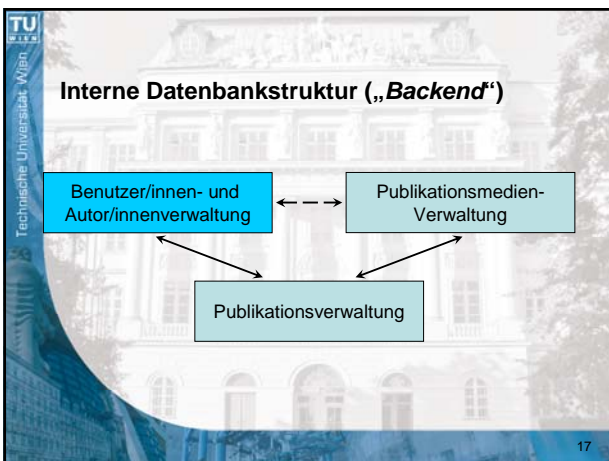 TU
WIEN
Technische Universität Wien
Interne Datenbankstruktur („Backend“)
Benutzer/innen- und
Autor/innenverwaltung
Publikationsmedien-
Verwaltung
Publikationsverwaltung
17